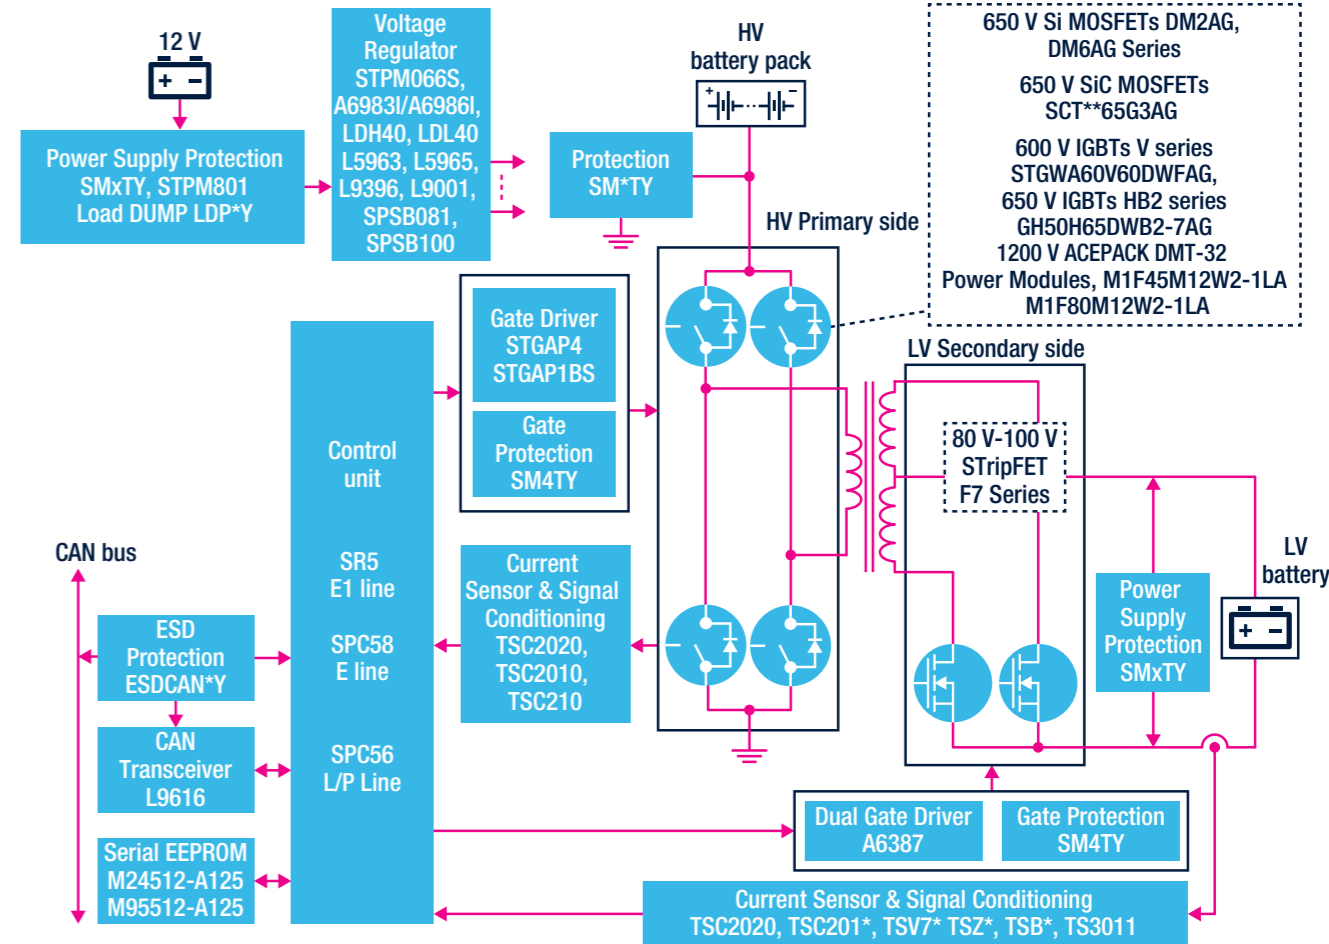 12 V
+ −
Power Supply Protection
SMxTY, STPM801
Load DUMP LDP*Y
Voltage
Regulator
STPM066S,
A6983I/A6986I,
LDH40, LDL40
L5963, L5965,
L9396, L9001,
SPSB081,
SPSB100
Protection
SM*TY
HV
battery pack
+ −
HV Primary side
650 V Si MOSFETs DM2AG,
DM6AG Series
650 V SiC MOSFETs
SCT**65G3AG
600 V IGBTs V series
STGWA60V60DWFAG,
650 V IGBTs HB2 series
GH50H65DWB2-7AG
1200 V ACEPACK DMT-32
Power Modules, M1F45M12W2-1LA
M1F80M12W2-1LA
Gate Driver
STGAP4
STGAP1BS
Gate
Protection
SM4TY
Control
unit
SR5
E1 line
SPC58
E line
SPC56
L/P Line
Current
Sensor & Signal
Conditioning
TSC2020,
TSC2010,
TSC210
LV Secondary side
80 V-100 V
STripFET
F7 Series
Power
Supply
Protection
SMxTY
LV
battery
+ −
CAN bus
ESD
Protection
ESDCAN*Y
CAN
Transceiver
L9616
Serial EEPROM
M24512-A125
M95512-A125
Dual Gate Driver
A6387
Gate Protection
SM4TY
Current Sensor & Signal Conditioning
TSC2020, TSC201*, TSV7* TSZ*, TSB*, TS3011